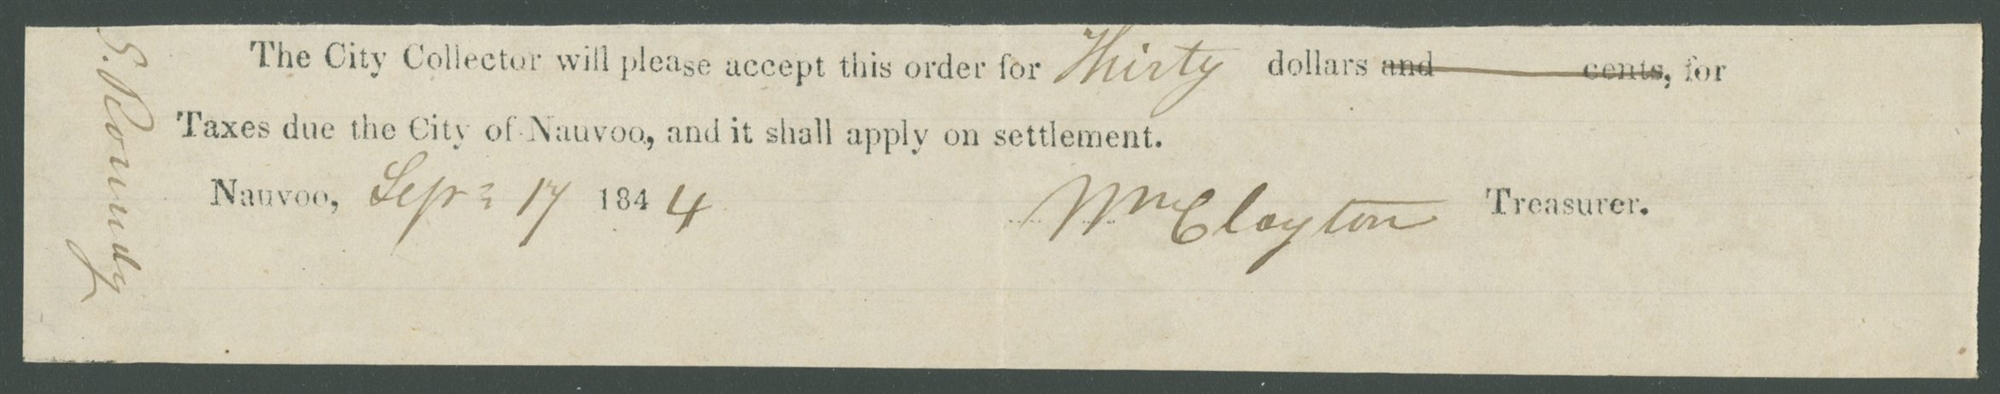 The City Collector will please accept this order for Thirty dollars and cents, for
Taxes due the City of Nauvoo, and it shall apply on settlement.
Nauvoo, Sept 17 1844 Wm Clayton Treasurer.
S. Roundy